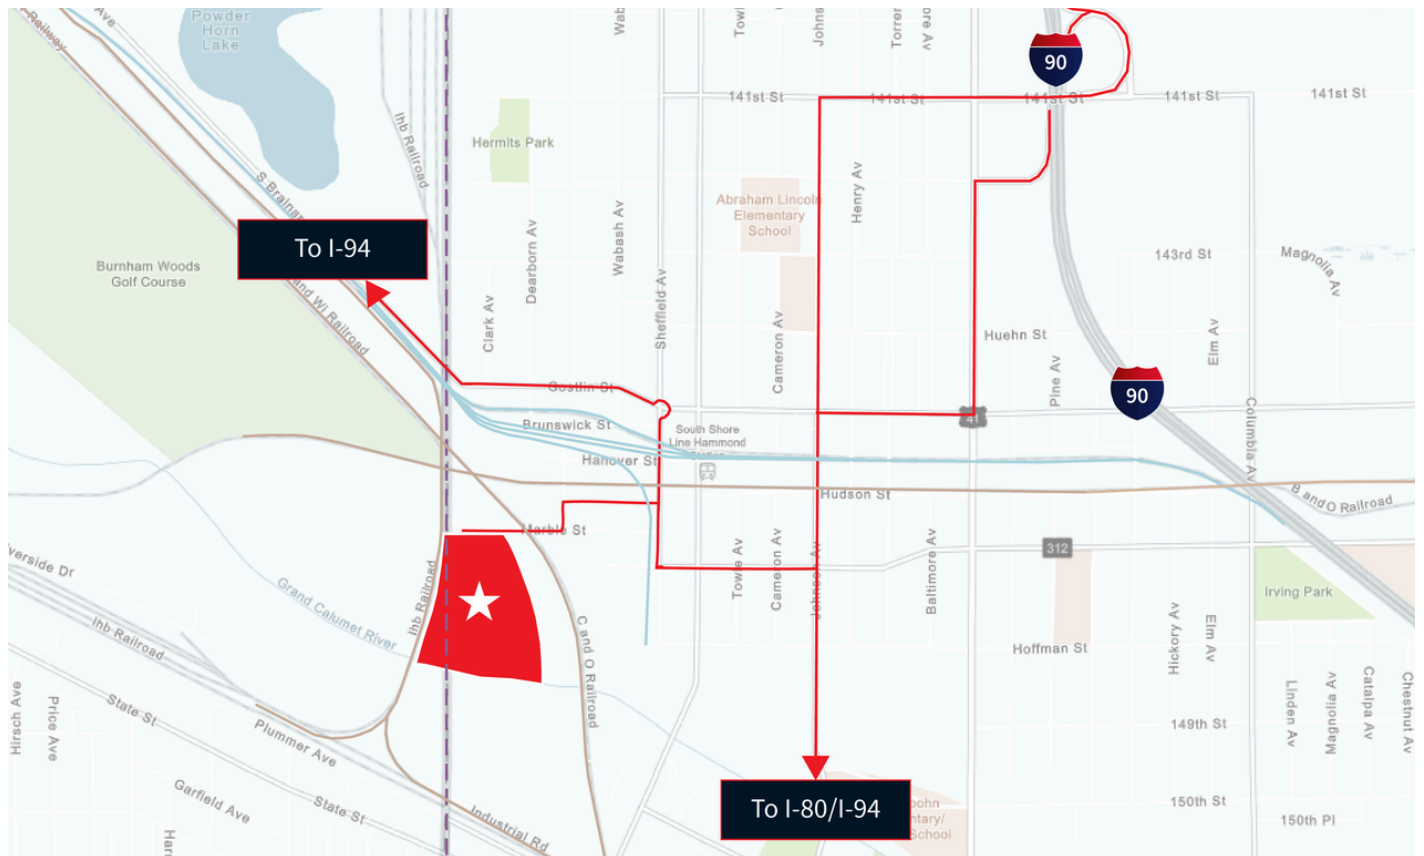 Powder
Horn
Lake
Ave
Railway
90
141st St
141st St
141st St
141st St
141st St
Hermits Park
Ihb Railroad
S Brainar
Abraham Lincoln
Elementary
School
Henry Av
Wabash Av
Dearborn Av
To I-94
143rd St
Magnolia Av
Burnham Woods
Golf Course
and Wi Railroad
Clark Av
Sheffield Av
Cameron Av
Huehn St
Elm Av
Pine Av
90
Gostlin St
41
Columbia Av
Brunswick St
South Shore
Line Hammond
Station
Hanover St
Hudson St
B and O Railroad
Marble St
312
Towle Av
Cameron Av
Johnson Av
Baltimore Av
verside Dr
Grand Calumet River
Ihb Railroad
Irving Park
Ihb Railroad
C and O Railroad
Hoffman St
Hickory Av
Elm Av
Hirsch Ave
Price Ave
State St
Plummer Ave
149th St
Linden Av
Magnolia Av
Catalpa Av
Chestnut Av
Garfield Ave
State St
Industrial Rd
To I-80/I-94
ntary/
School
150th St
150th Pl